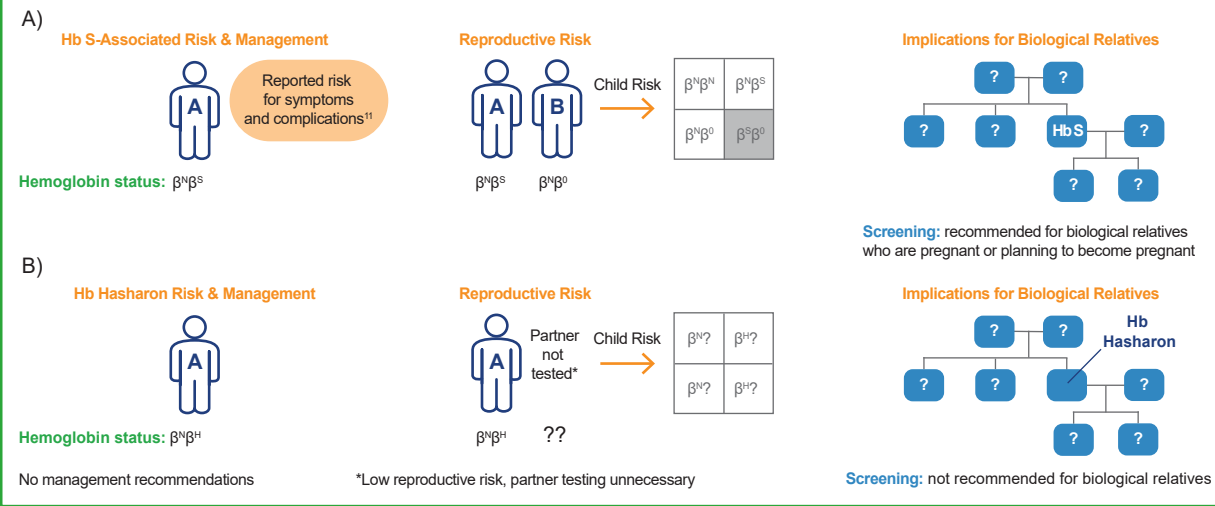 A)
Hb S-Associated Risk & Management
Reproductive Risk
Implications for Biological Relatives
A
Reported risk
for symptoms
and complications¹¹
A
B
Child Risk
βᴺβᴺ
βᴺβˢ
βᴺβ⁰
βˢβ⁰
?
?
?
?
Hb S
?
?
?
Hemoglobin status: βᴺβˢ
βᴺβˢ
βᴺβ⁰
Screening: recommended for biological relatives
who are pregnant or planning to become pregnant
B)
Hb Hasharon Risk & Management
Reproductive Risk
Implications for Biological Relatives
A
A
Partner
not
tested*
Child Risk
βᴺ?
βᴴ?
βᴺ?
βᴴ?
?
?
Hb
Hasharon
?
?
?
?
?
Hemoglobin status: βᴺβᴴ
βᴺβᴴ
??
No management recommendations
*Low reproductive risk, partner testing unnecessary
Screening: not recommended for biological relatives